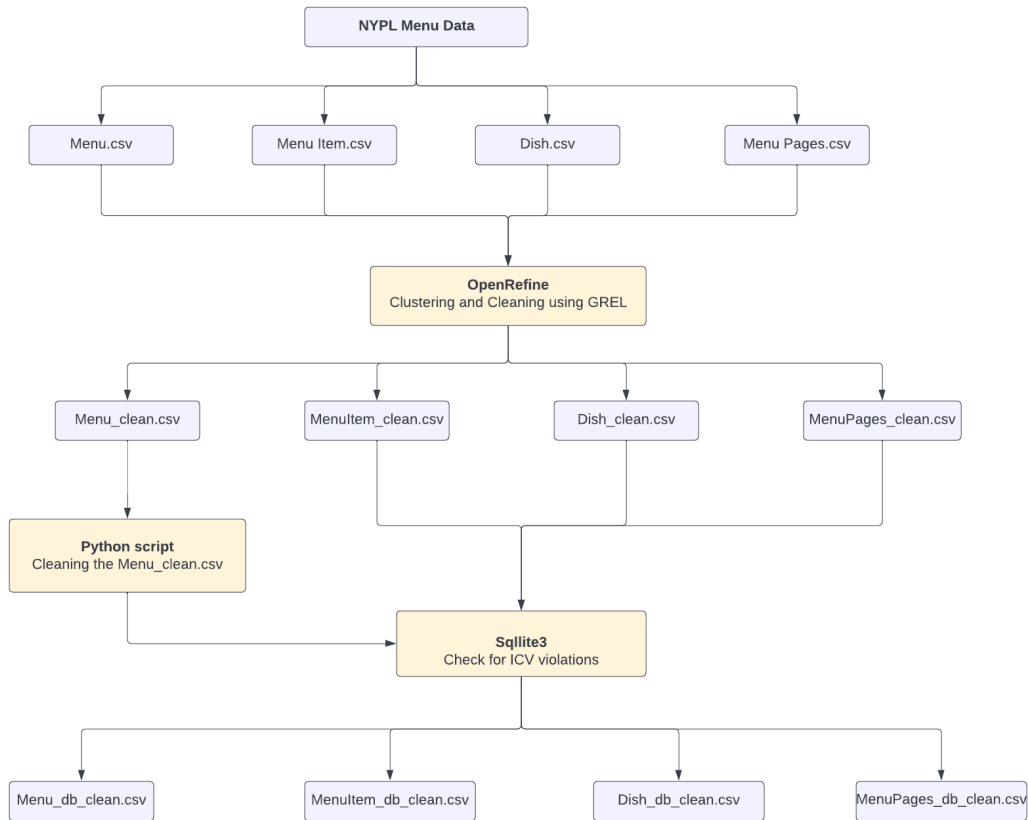 NYPL Menu Data
Menu.csv
Menu Item.csv
Dish.csv
Menu Pages.csv
OpenRefine
Clustering and Cleaning using GREL
Menu_clean.csv
MenuItem_clean.csv
Dish_clean.csv
MenuPages_clean.csv
Python script
Cleaning the Menu_clean.csv
Sqllite3
Check for ICV violations
Menu_db_clean.csv
MenuItem_db_clean.csv
Dish_db_clean.csv
MenuPages_db_clean.csv